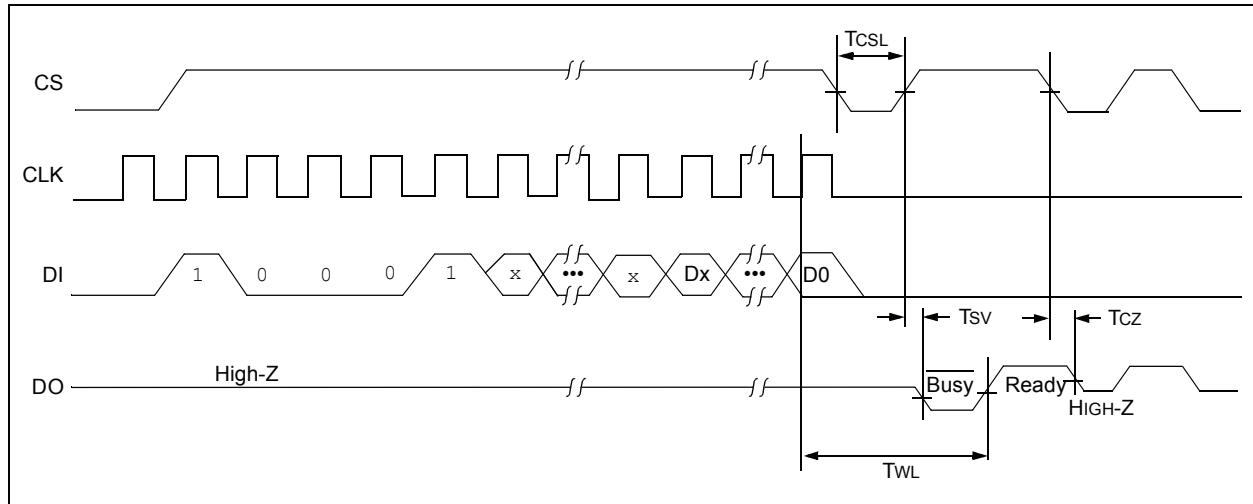 TCSL
CS
CLK
DI 1 0 0 0 1 x ••• x Dx ••• D0
TSV TCZ
DO High-Z Busy Ready HIGH-Z
TWL